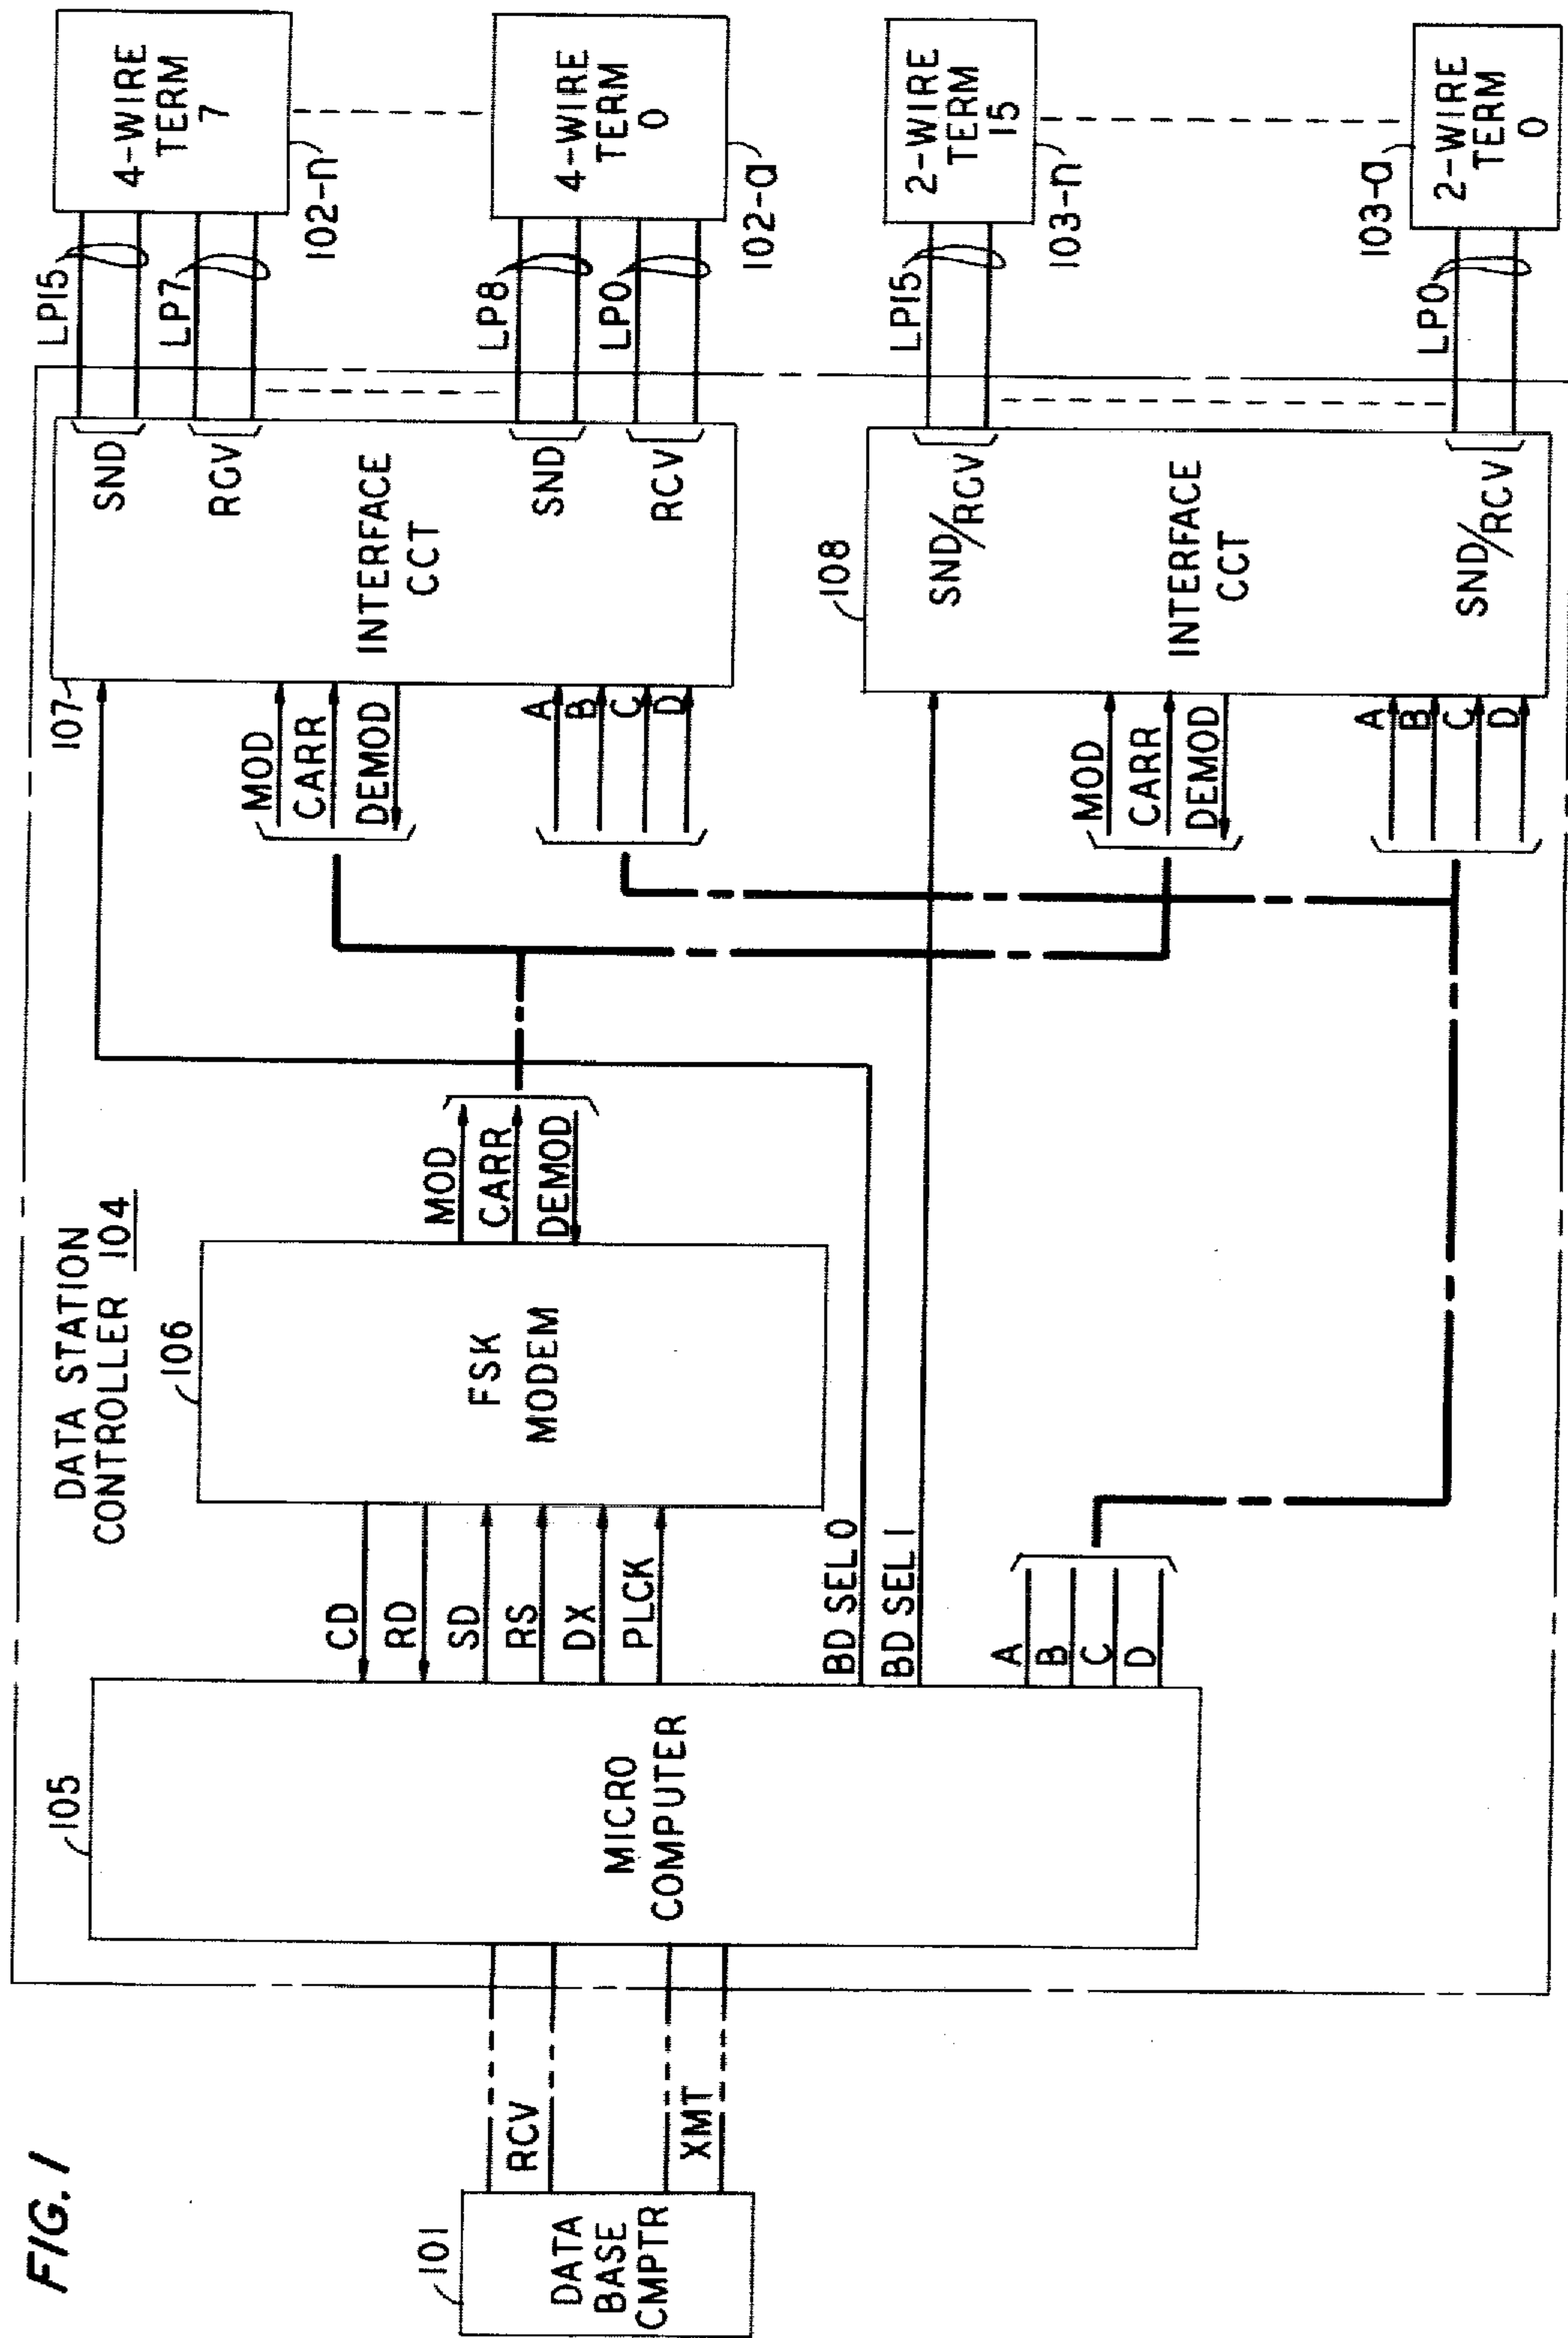 FIG. 1
DATA STATION
CONTROLLER 104
101
DATA
BASE
CMPTR
RCV
XMT
105
MICRO
COMPUTER
CD
RD
SD
RS
DX
PLCK
BD SEL 0
BD SEL 1
A
B
C
D
106
FSK
MODEM
MOD
CARR
DEMOD
107
MOD
CARR
DEMOD
A
B
C
D
INTERFACE
CCT
SND
RCV
SND
RCV
LP15
LP7
LP8
LP0
4-WIRE
TERM
7
102-n
4-WIRE
TERM
0
102-a
108
MOD
CARR
DEMOD
A
B
C
D
INTERFACE
CCT
SND/
RCV
SND/
RCV
LP15
LP0
2-WIRE
TERM
15
103-n
2-WIRE
TERM
0
103-a